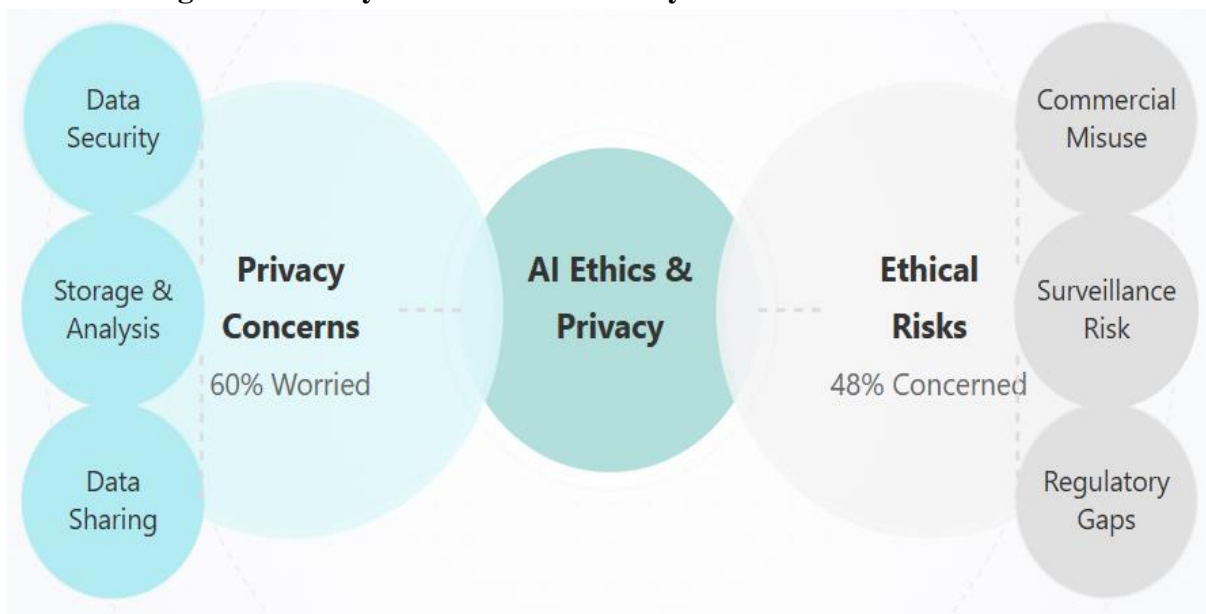 Data
Security
Storage &
Analysis
Data
Sharing
Privacy
Concerns
60% Worried
AI Ethics &
Privacy
Ethical
Risks
48% Concerned
Commercial
Misuse
Surveillance
Risk
Regulatory
Gaps